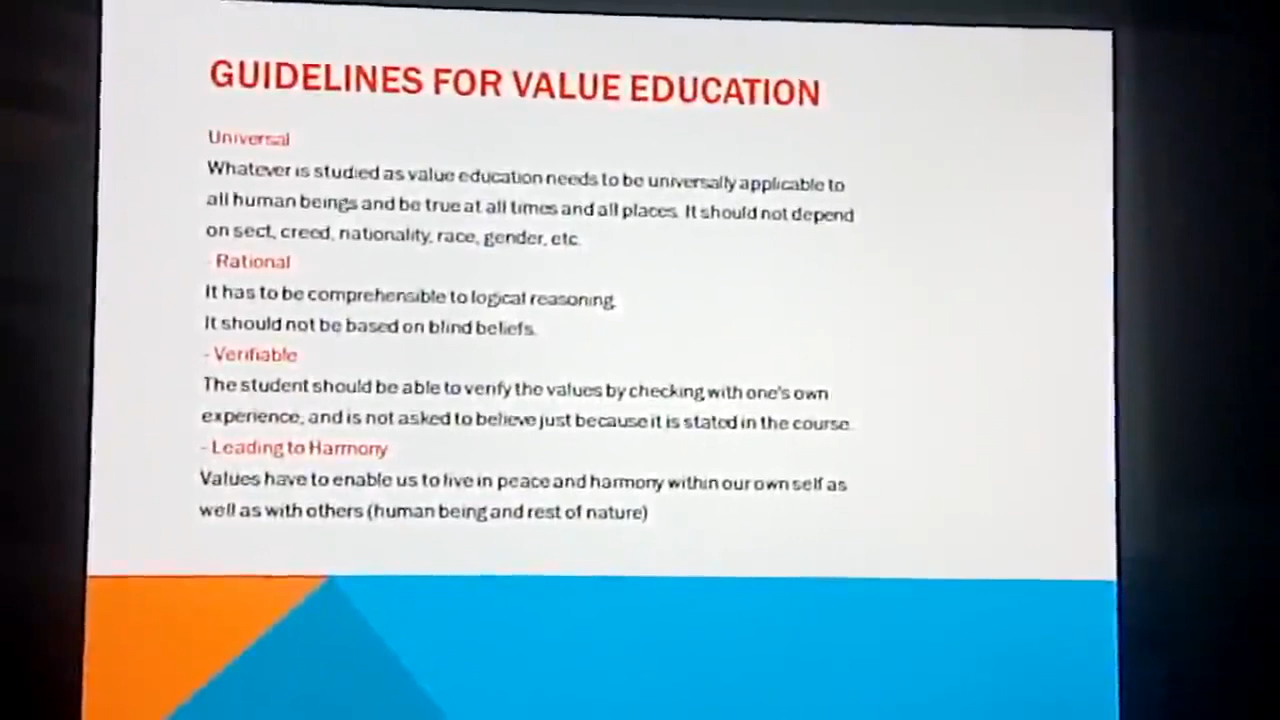 GUIDELINES FOR VALUE EDUCATION
Universal
Whatever is studied as value education needs to be universally applicable to
all human beings and be true at all times and all places. It should not depend
on sect, creed, nationality, race, gender, etc.
- Rational
It has to be comprehensible to logical reasoning.
It should not be based on blind beliefs.
- Verifiable
The student should be able to verify the values by checking with one's own
experience, and is not asked to believe just because it is stated in the course.
- Leading to Harmony
Values have to enable us to live in peace and harmony within our own self as
well as with others (human being and rest of nature)